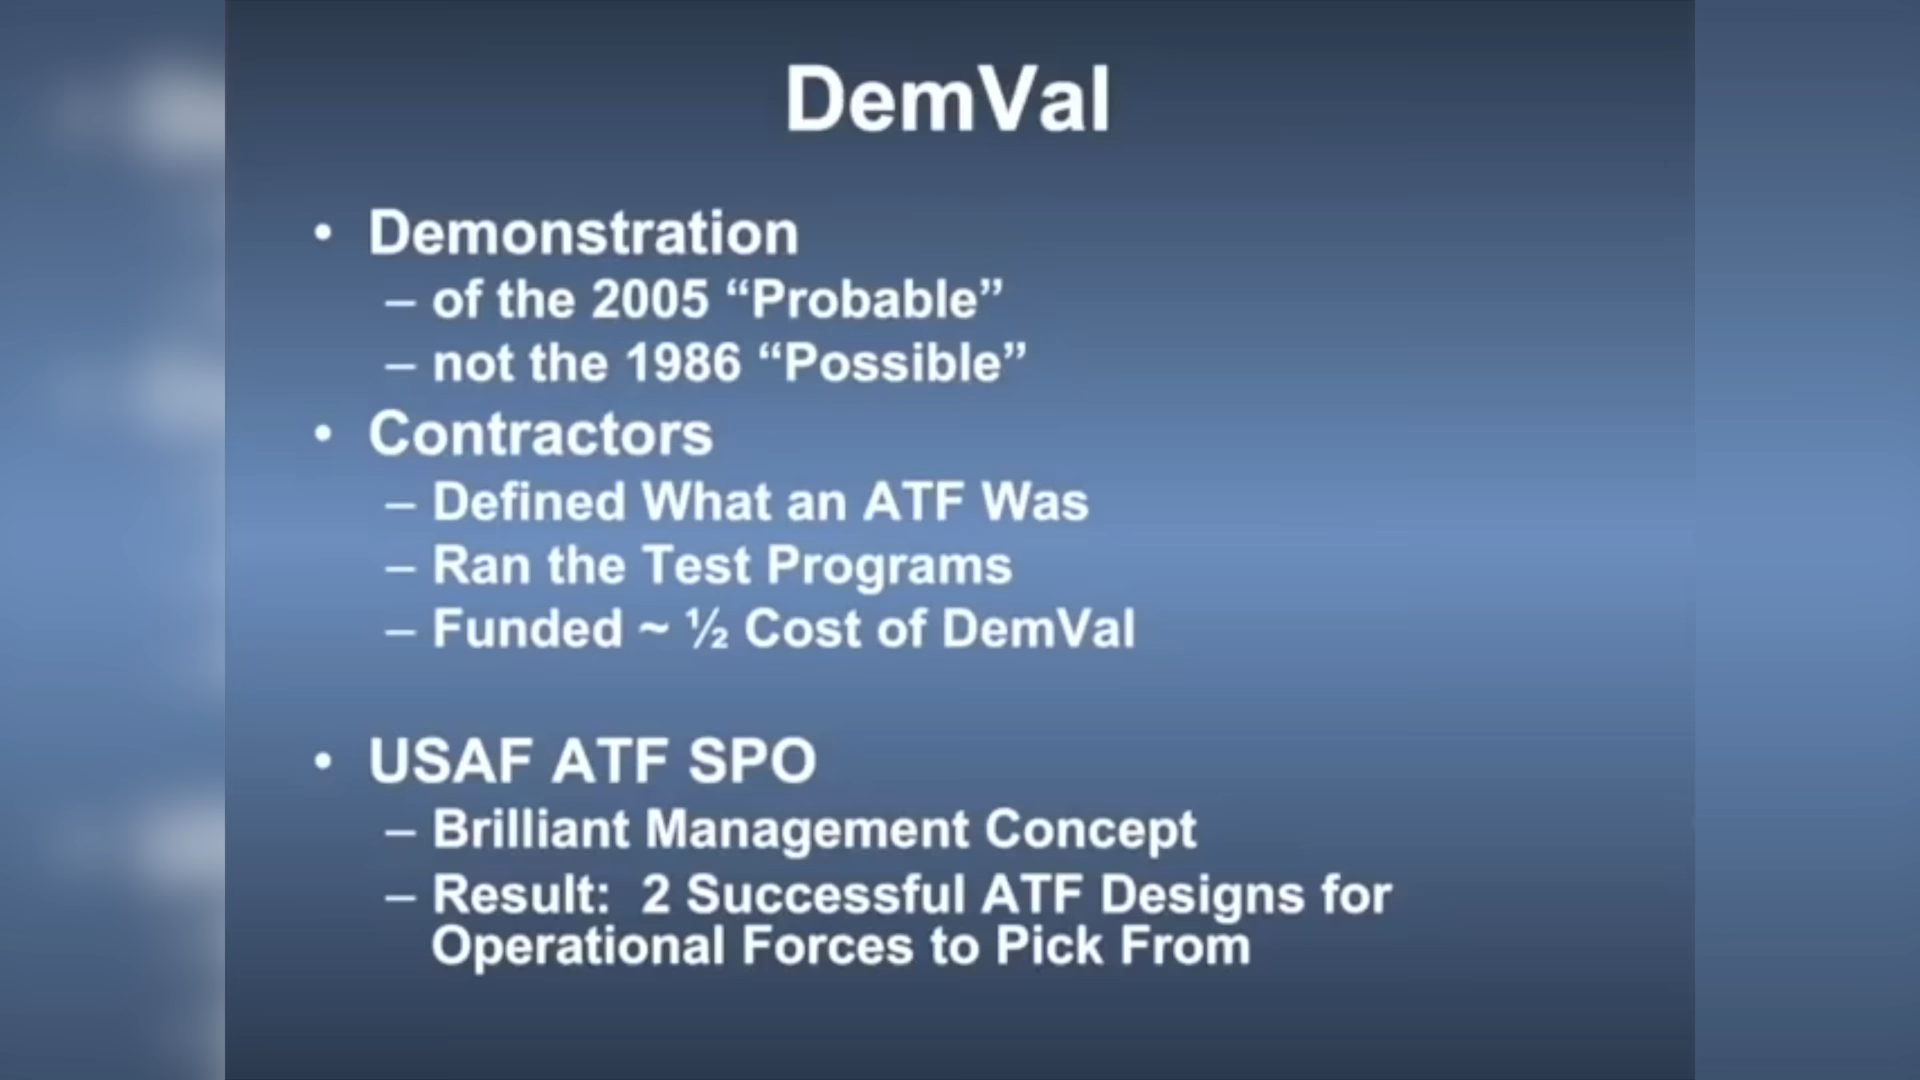 DemVal
• Demonstration
– of the 2005 “Probable”
– not the 1986 “Possible”
• Contractors
– Defined What an ATF Was
– Ran the Test Programs
– Funded ~ ½ Cost of DemVal
• USAF ATF SPO
– Brilliant Management Concept
– Result:  2 Successful ATF Designs for
Operational Forces to Pick From